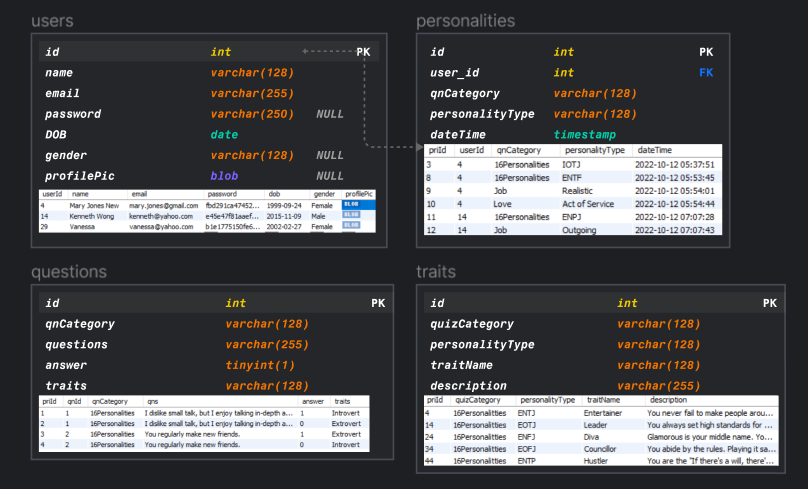 users
id int PK
name varchar(128)
email varchar(255)
password varchar(250) NULL
DOB date
gender varchar(128) NULL
profilePic blob NULL
userId name email password dob gender profilePic
4 Mary Jones New mary.jones@gmail.com fbd291ca47452... 1999-09-24 Female BLOB
14 Kenneth Wong kenneth@yahoo.com e45e47f81aaef... 2015-11-09 Male BLOB
29 Vanessa vanessa@yahoo.com b1e1775150fe6... 2002-02-27 Female BLOB
personalities
id int PK
user_id int FK
qnCategory varchar(128)
personalityType varchar(128)
dateTime timestamp
priId userId qnCategory personalityType dateTime
3 4 16Personalities IOTJ 2022-10-12 05:37:51
8 4 16Personalities ENTF 2022-10-12 05:53:45
9 4 Job Realistic 2022-10-12 05:54:01
10 4 Love Act of Service 2022-10-12 05:54:44
11 14 16Personalities ENPJ 2022-10-12 07:07:28
12 14 Job Outgoing 2022-10-12 07:07:43
questions
id int PK
qnCategory varchar(128)
questions varchar(255)
answer tinyint(1)
traits varchar(128)
priId qnId qnCategory qns answer traits
1 1 16Personalities I dislike small talk, but I enjoy talking in-depth a... 1 Introvert
2 1 16Personalities I dislike small talk, but I enjoy talking in-depth a... 0 Extrovert
3 2 16Personalities You regularly make new friends. 1 Extrovert
4 2 16Personalities You regularly make new friends. 0 Introvert
traits
id int PK
quizCategory varchar(128)
personalityType varchar(128)
traitName varchar(128)
description varchar(255)
priId quizCategory personalityType traitName description
4 16Personalitties ENTJ Entertainer You never fail to make people arou...
14 16Personalitties EOTJ Leader You always set high standards for ...
24 16Personalitties ENFJ Diva Glamorous is your middle name. Yo...
34 16Personalitties EOFJ Councillor You abide by the rules. Playing it sa...
44 16Personalitties ENTP Hustler You are the "If there's a will, there'...